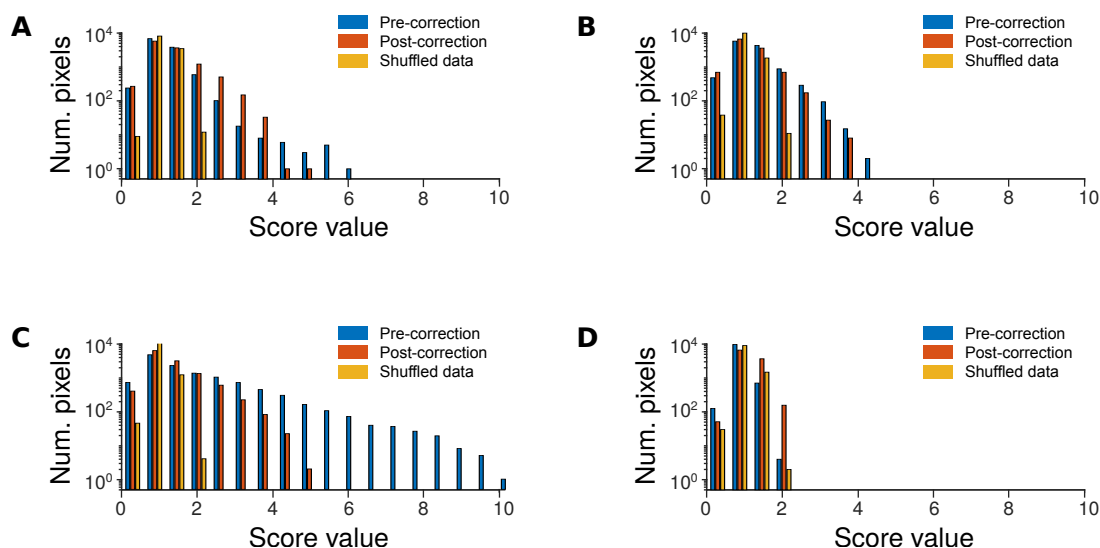 A
B
Pre-correction
Post-correction
Shuffled data
Num. pixels
10^4
10^2
10^0
0 2 4 6 8 10
Score value
Pre-correction
Post-correction
Shuffled data
Num. pixels
10^4
10^2
10^0
0 2 4 6 8 10
Score value
C
D
Pre-correction
Post-correction
Shuffled data
Num. pixels
10^4
10^2
10^0
0 2 4 6 8 10
Score value
Pre-correction
Post-correction
Shuffled data
Num. pixels
10^4
10^2
10^0
0 2 4 6 8 10
Score value